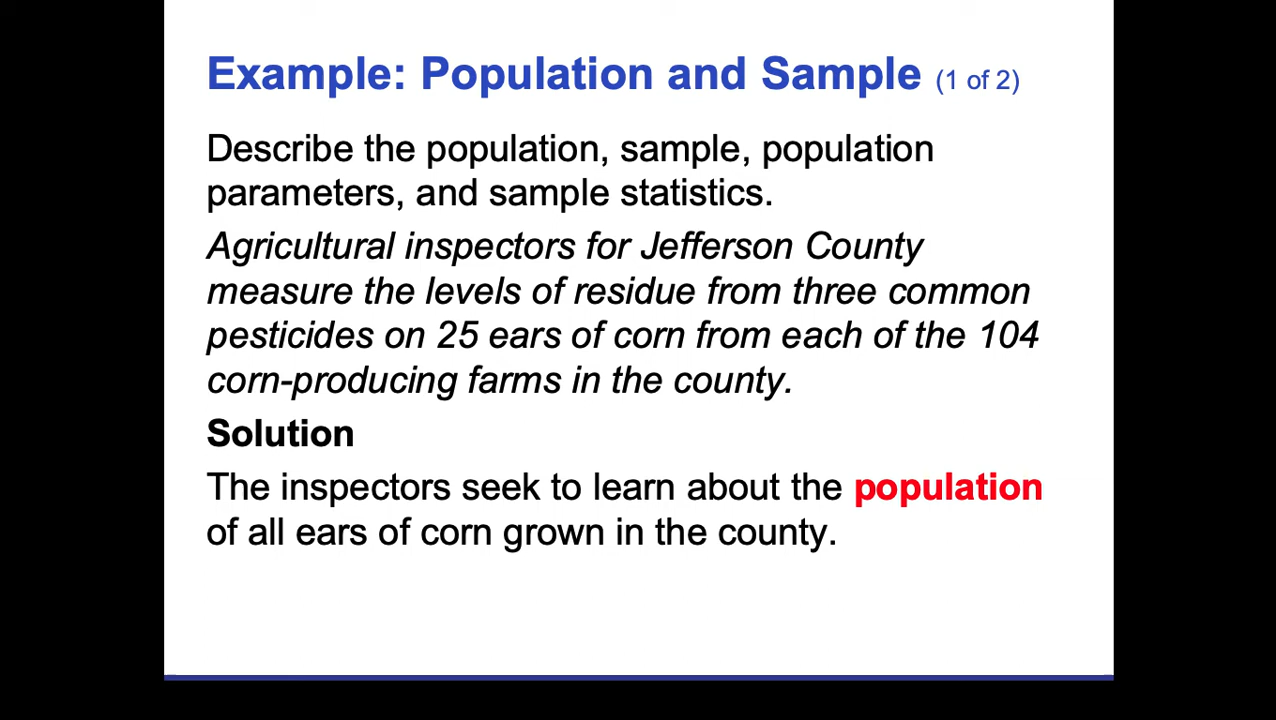 Example: Population and Sample (1 of 2)
Describe the population, sample, population
parameters, and sample statistics.
Agricultural inspectors for Jefferson County
measure the levels of residue from three common
pesticides on 25 ears of corn from each of the 104
corn-producing farms in the county.
Solution
The inspectors seek to learn about the population
of all ears of corn grown in the county.